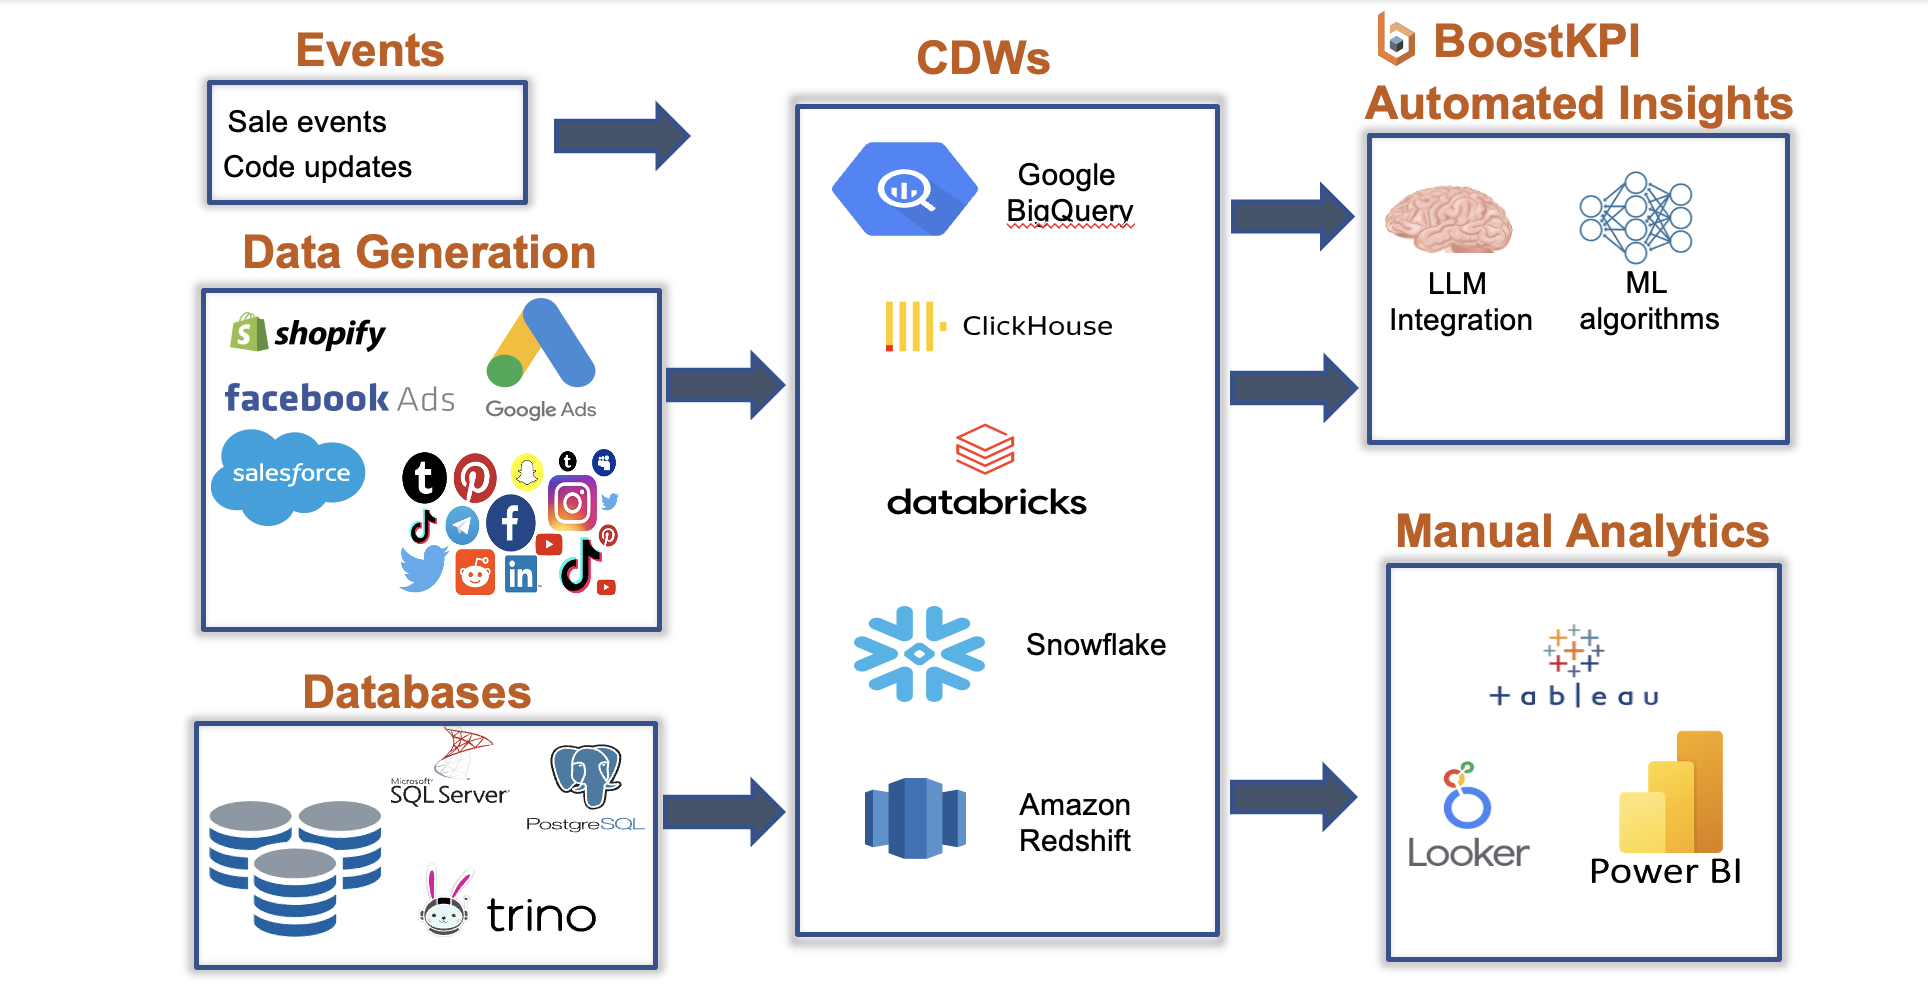 Events
Sale events
Code updates
Data Generation
shopify
facebook Ads
Google Ads
salesforce
Databases
Microsoft
SQL Server
PostgreSQL
trino
CDWs
Google
BigQuery
ClickHouse
databricks
Snowflake
Amazon
Redshift
BoostKPI
Automated Insights
LLM
Integration
ML
algorithms
Manual Analytics
+ableau
Looker
Power BI